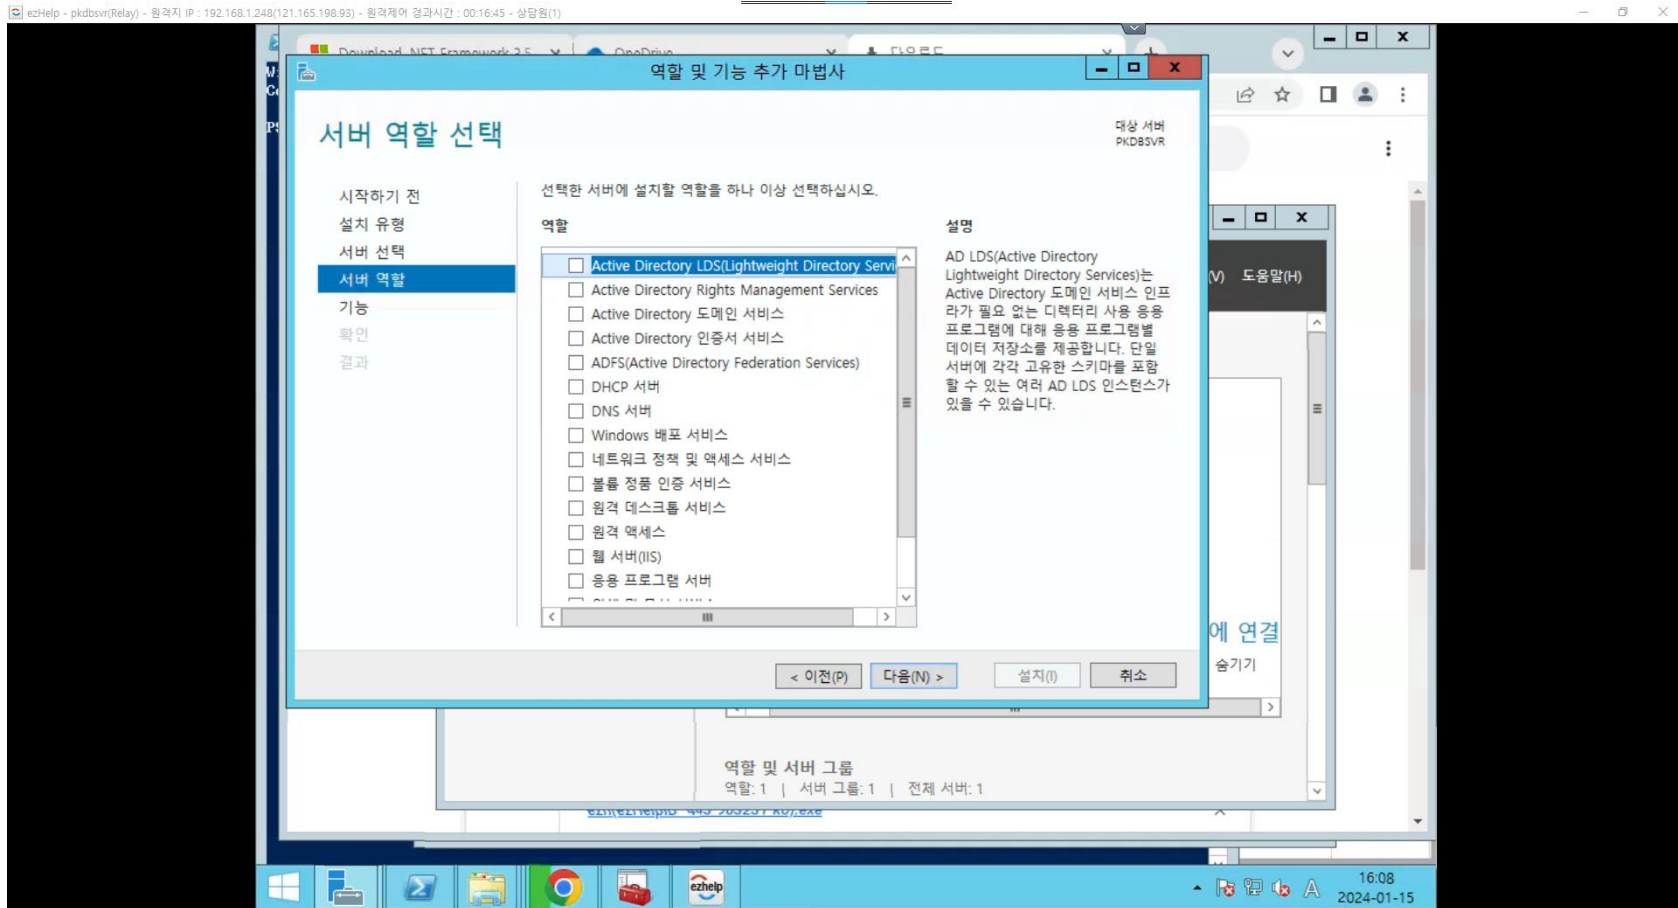 ezHelp - pkdbsvr(Relay) - 원격지 IP : 192.168.1.248(121.165.198.93) - 원격제어 경과시간 : 00:16:45 - 상담원(1)
Download .NET Framework 3.5
OneDrive
다운로드
역할 및 기능 추가 마법사
서버 역할 선택
대상 서버
PKDBSVR
시작하기 전
설치 유형
서버 선택
서버 역할
기능
확인
결과
선택한 서버에 설치할 역할을 하나 이상 선택하십시오.
역할
Active Directory LDS(Lightweight Directory Servi
Active Directory Rights Management Services
Active Directory 도메인 서비스
Active Directory 인증서 서비스
ADFS(Active Directory Federation Services)
DHCP 서버
DNS 서버
Windows 배포 서비스
네트워크 정책 및 액세스 서비스
볼륨 정품 인증 서비스
원격 데스크톱 서비스
원격 액세스
웹 서버(IIS)
응용 프로그램 서버
설명
AD LDS(Active Directory
Lightweight Directory Services)는
Active Directory 도메인 서비스 인프
라가 필요 없는 디렉터리 사용 응용
프로그램에 대해 응용 프로그램별
데이터 저장소를 제공합니다. 단일
서버에 각각 고유한 스키마를 포함
할 수 있는 여러 AD LDS 인스턴스가
있을 수 있습니다.
(V) 도움말(H)
에 연결
숨기기
< 이전(P)
다음(N) >
설치(I)
취소
역할 및 서버 그룹
역할: 1 | 서버 그룹: 1 | 전체 서버: 1
ezhelp
A
16:08
2024-01-15